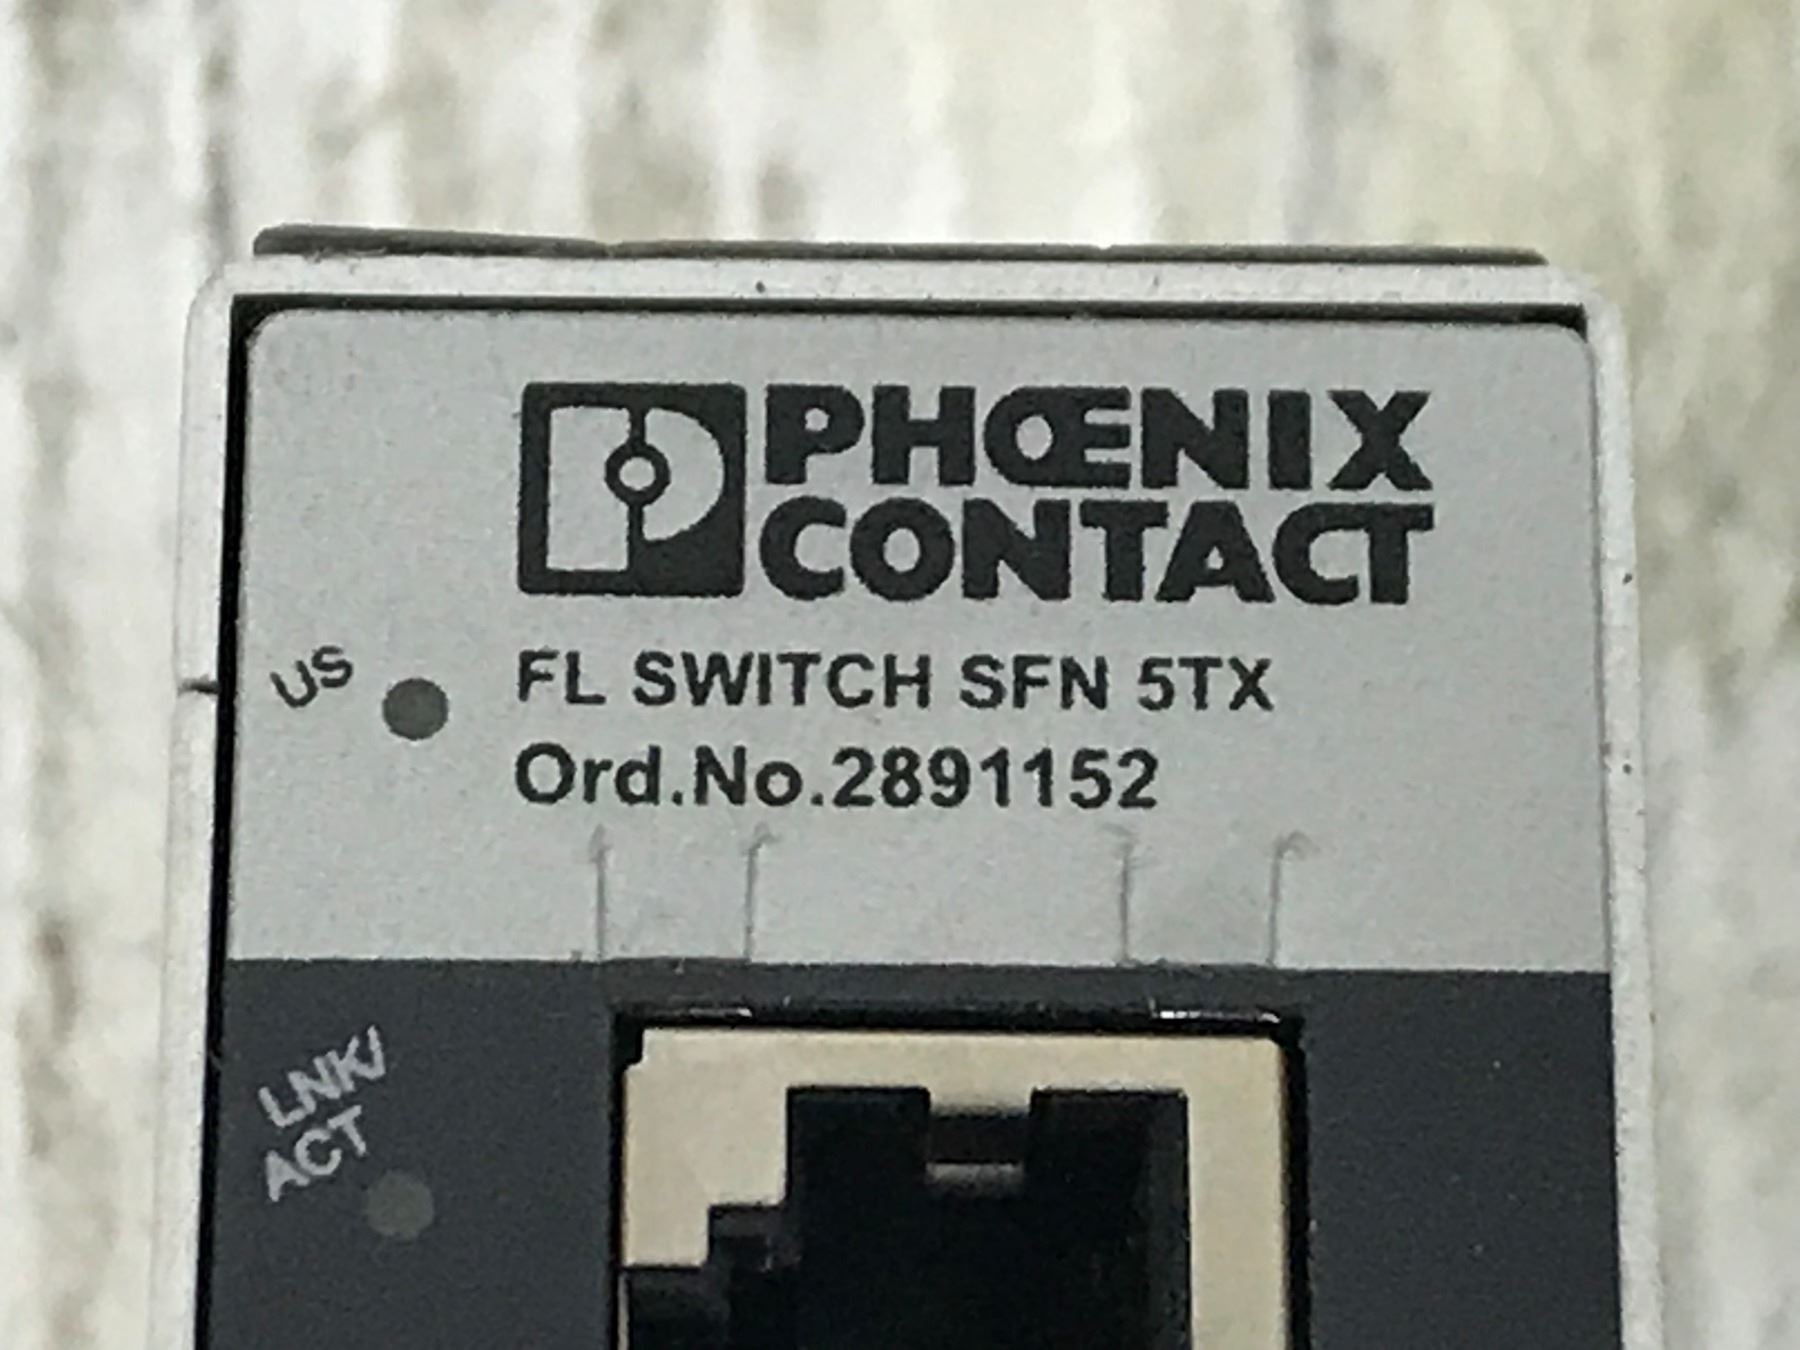 PHŒNIX
CONTACT
US
FL SWITCH SFN 5TX
Ord.No.2891152
LNK/
ACT